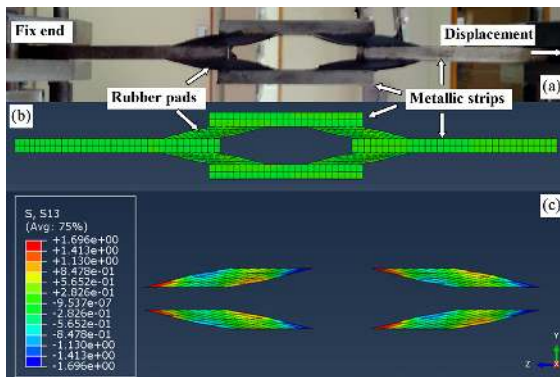 Fix end
Displacement
(a)
Rubber pads
Metallic strips
(b)
(c)
S, S13
(Avg: 75%)
+1.696e+00
+1.413e+00
+1.130e+00
+8.478e-01
+5.652e-01
+2.826e-01
-9.537e-07
-2.826e-01
-5.652e-01
-8.478e-01
-1.130e+00
-1.413e+00
-1.696e+00
Y
Z
X